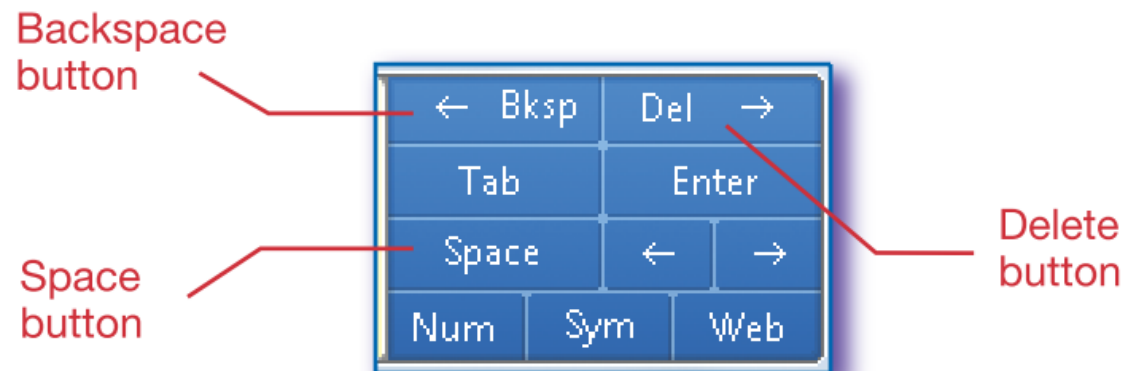 Backspace
button
← Bksp Del →
Tab Enter
Space ← →
Num Sym Web
Space
button
Delete
button